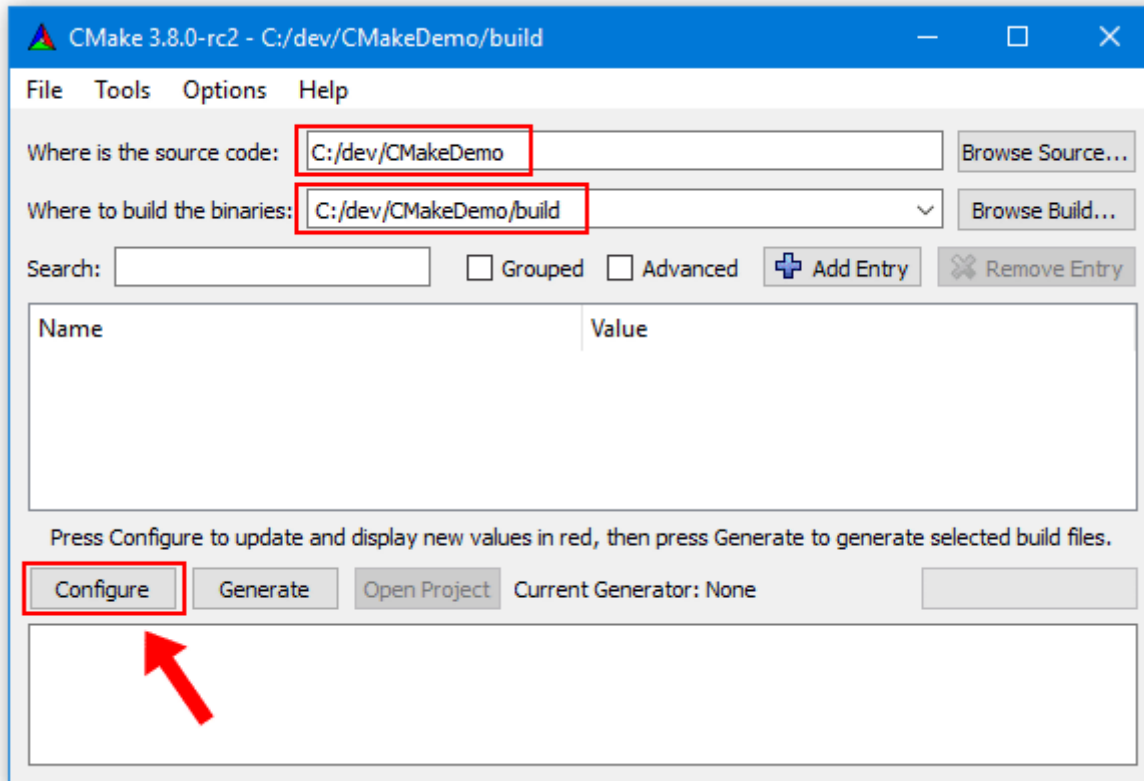 CMake 3.8.0-rc2 - C:/dev/CMakeDemo/build
File Tools Options Help
Where is the source code: C:/dev/CMakeDemo Browse Source...
Where to build the binaries: C:/dev/CMakeDemo/build Browse Build...
Search: Grouped Advanced Add Entry Remove Entry
Name Value
Press Configure to update and display new values in red, then press Generate to generate selected build files.
Configure Generate Open Project Current Generator: None